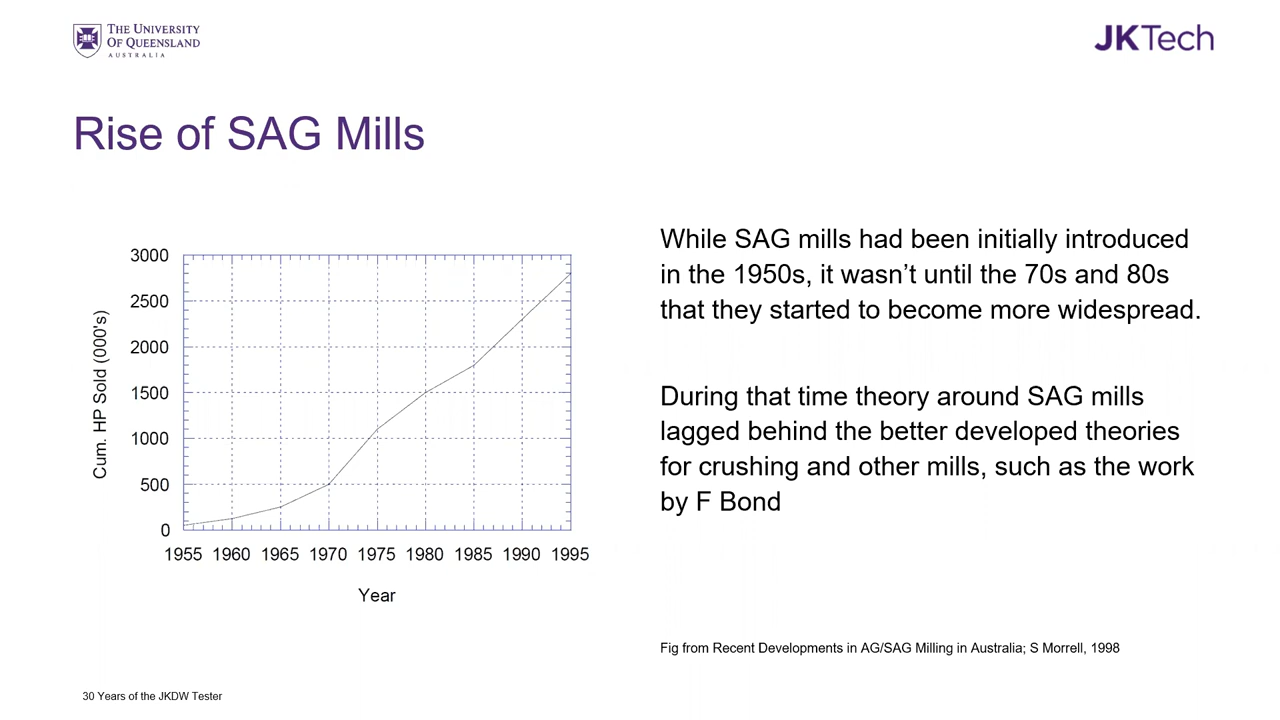 THE UNIVERSITY
OF QUEENSLAND
AUSTRALIA
JKTech
Rise of SAG Mills
3000
2500
2000
1500
1000
500
0
Cum. HP Sold (000's)
1955 1960 1965 1970 1975 1980 1985 1990 1995
Year
While SAG mills had been initially introduced
in the 1950s, it wasn’t until the 70s and 80s
that they started to become more widespread.
During that time theory around SAG mills
lagged behind the better developed theories
for crushing and other mills, such as the work
by F Bond
Fig from Recent Developments in AG/SAG Milling in Australia; S Morrell, 1998
30 Years of the JKDW Tester